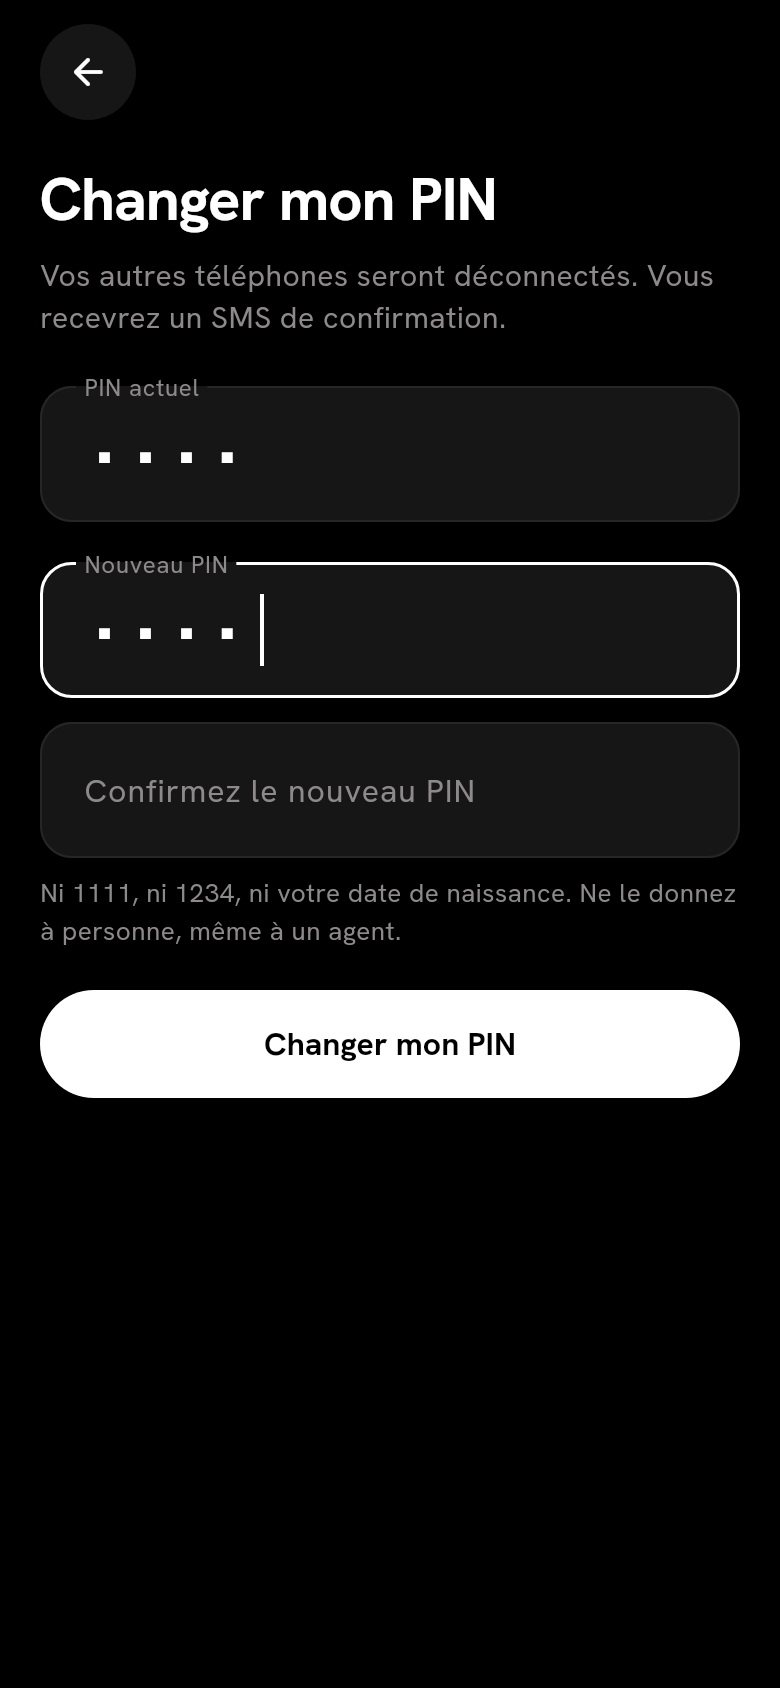 Changer mon PIN
Vos autres téléphones seront déconnectés. Vous
recevrez un SMS de confirmation.
PIN actuel
Nouveau PIN
Confirmez le nouveau PIN
Ni 1111, ni 1234, ni votre date de naissance. Ne le donnez
à personne, même à un agent.
Changer mon PIN